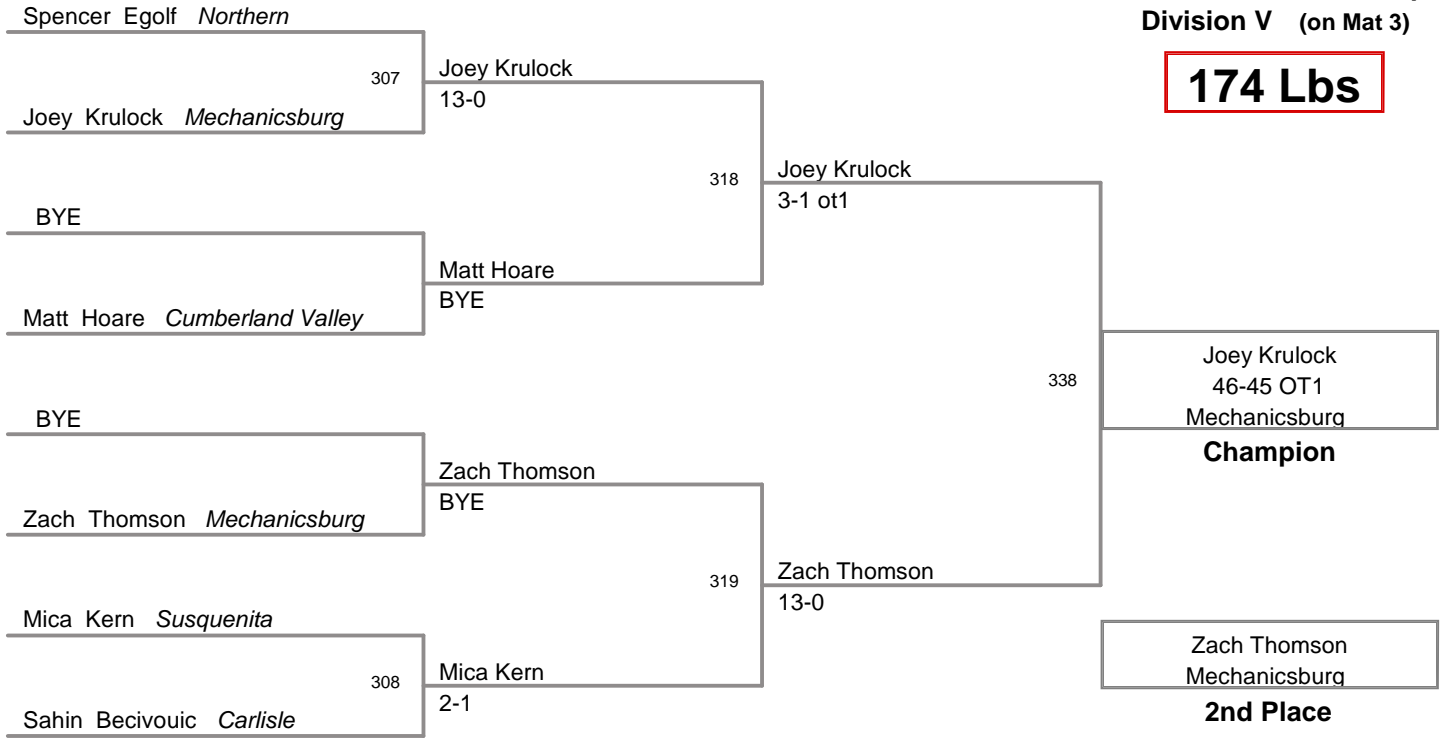 Spencer Egolf Northern
Division V (on Mat 3)
174 Lbs
307
Joey Krulock
13-0
Joey Krulock Mechanicsburg
318
Joey Krulock
3-1 ot1
BYE
Matt Hoare
BYE
Matt Hoare Cumberland Valley
338
Joey Krulock
46-45 OT1
Mechanicsburg
Champion
BYE
Zach Thomson
BYE
Zach Thomson Mechanicsburg
319
Zach Thomson
13-0
Mica Kern Susquenita
308
Mica Kern
2-1
Sahin Becivouic Carlisle
Zach Thomson
Mechanicsburg
2nd Place